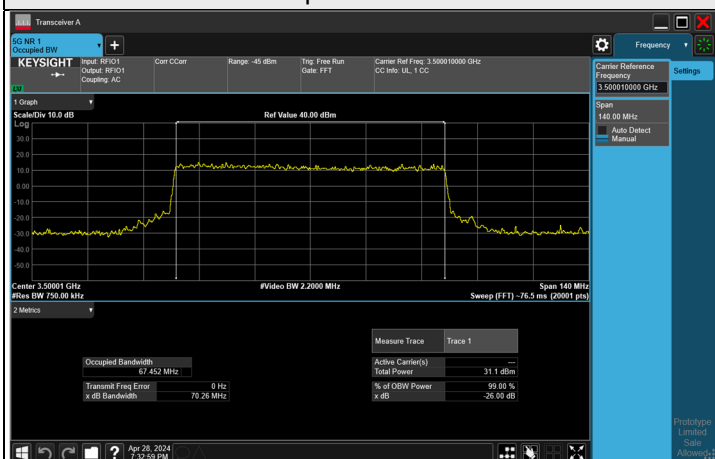 Transceiver A
5G NR 1
Occupied BW
Frequency
KEYSIGHT
Input: RFIO1
Output: RFIO1
Coupling: AC
Corr CCorr
Range: -45 dBm
Trig: Free Run
Gate: FFT
Carrier Ref Freq: 3.500010000 GHz
CC Info: UL, 1 CC
LXI
Carrier Reference
Frequency
3.500010000 GHz
Settings
Span
140.00 MHz
Auto Detect
Manual
1 Graph
Scale/Div 10.0 dB
Ref Value 40.00 dBm
Log
30.0
20.0
10.0
0.00
-10.0
-20.0
-30.0
-40.0
-50.0
Center 3.50001 GHz
#Video BW 2.2000 MHz
Span 140 MHz
#Res BW 750.00 kHz
Sweep (FFT) ~76.5 ms (20001 pts)
2 Metrics
Measure Trace
Trace 1
Occupied Bandwidth
67.452 MHz
Active Carrier(s)
---
Total Power
31.1 dBm
Transmit Freq Error
0 Hz
x dB Bandwidth
70.26 MHz
% of OBW Power
99.00 %
x dB
-26.00 dB
Prototype
Limited
Sale
Allowed
Apr 28, 2024
7:32:59 PM